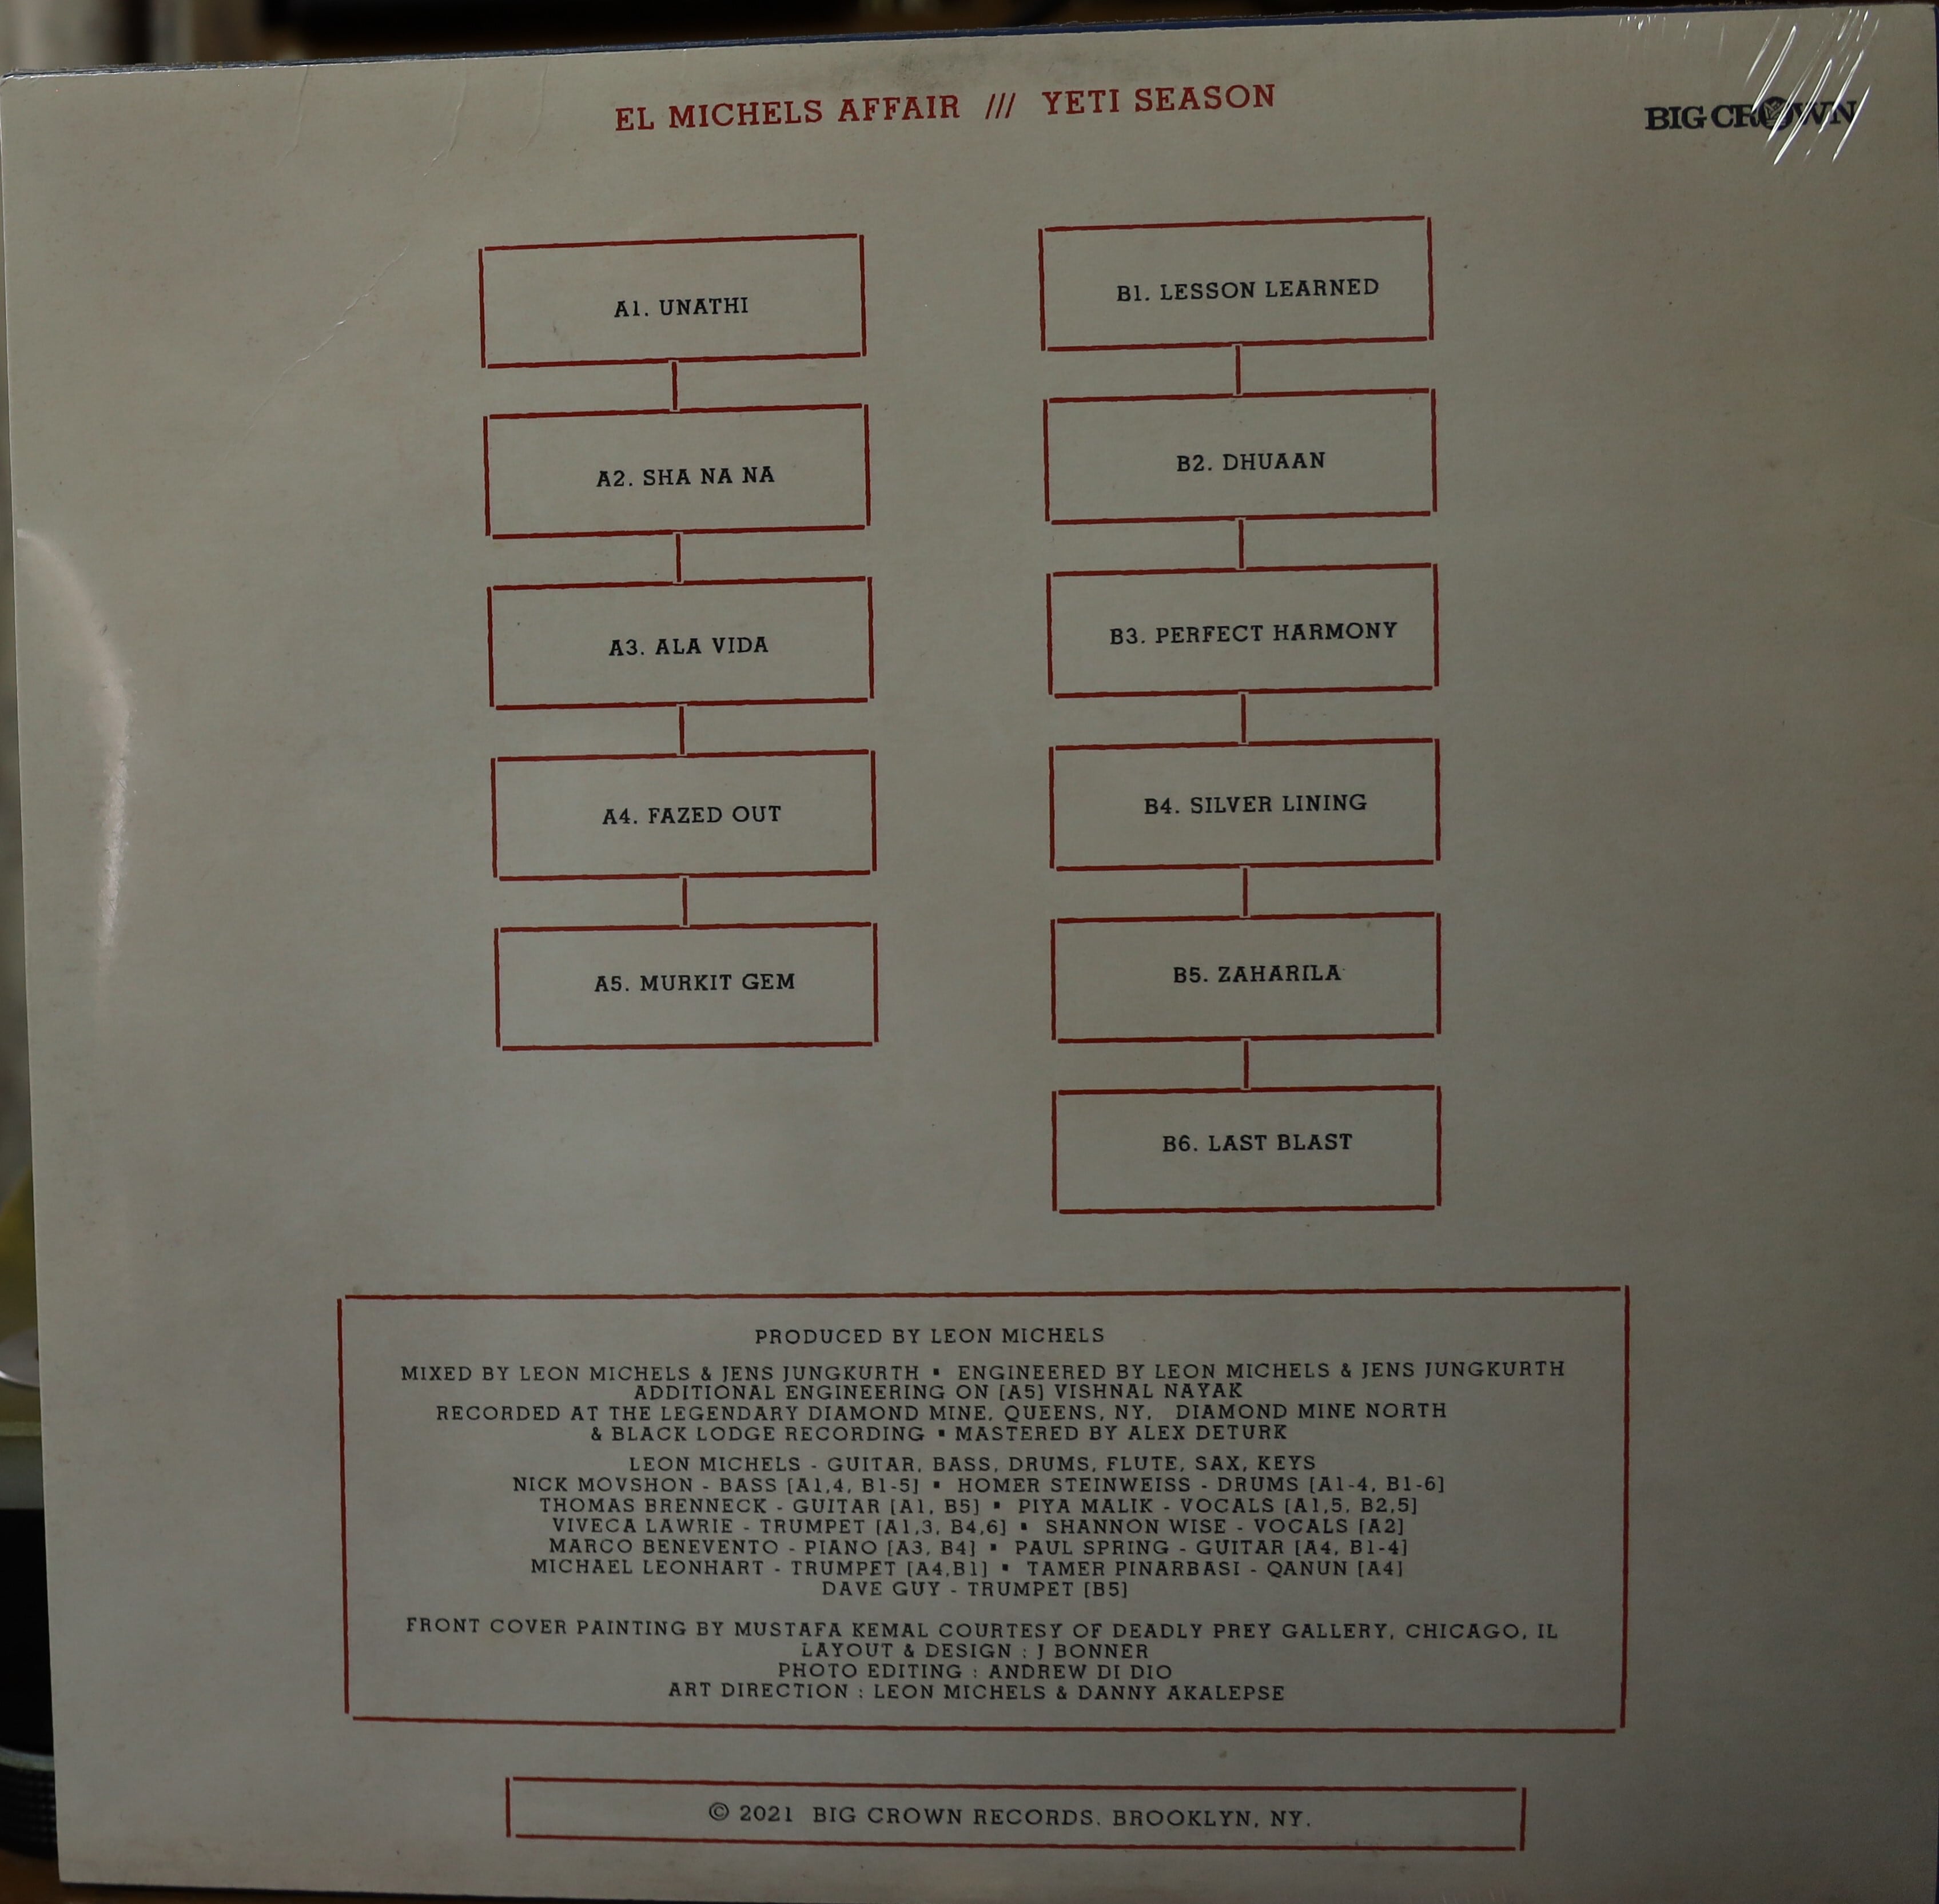 EL MICHELS AFFAIR /// YETI SEASON
BIG CROWN
A1. UNATHI
A2. SHA NA NA
A3. ALA VIDA
A4. FAZED OUT
A5. MURKIT GEM
B1. LESSON LEARNED
B2. DHUAAN
B3. PERFECT HARMONY
B4. SILVER LINING
B5. ZAHARILA
B6. LAST BLAST
PRODUCED BY LEON MICHELS
MIXED BY LEON MICHELS & JENS JUNGKURTH ▪ ENGINEERED BY LEON MICHELS & JENS JUNGKURTH
ADDITIONAL ENGINEERING ON [A5] VISHNAL NAYAK
RECORDED AT THE LEGENDARY DIAMOND MINE, QUEENS, NY, DIAMOND MINE NORTH
& BLACK LODGE RECORDING ▪ MASTERED BY ALEX DETURK
LEON MICHELS - GUITAR, BASS, DRUMS, FLUTE, SAX, KEYS
NICK MOVSHON - BASS [A1,4, B1-5] ▪ HOMER STEINWEISS - DRUMS [A1-4, B1-6]
THOMAS BRENNECK - GUITAR [A1, B5] ▪ PIYA MALIK - VOCALS [A1,5, B2,5]
VIVECA LAWRIE - TRUMPET [A1,3, B4,6] ▪ SHANNON WISE - VOCALS [A2]
MARCO BENEVENTO - PIANO [A3, B4] ▪ PAUL SPRING - GUITAR [A4, B1-4]
MICHAEL LEONHART - TRUMPET [A4,B1] ▪ TAMER PINARBASI - QANUN [A4]
DAVE GUY - TRUMPET [B5]
FRONT COVER PAINTING BY MUSTAFA KEMAL COURTESY OF DEADLY PREY GALLERY, CHICAGO, IL
LAYOUT & DESIGN : J BONNER
PHOTO EDITING : ANDREW DI DIO
ART DIRECTION : LEON MICHELS & DANNY AKALEPSE
© 2021 BIG CROWN RECORDS. BROOKLYN, NY.